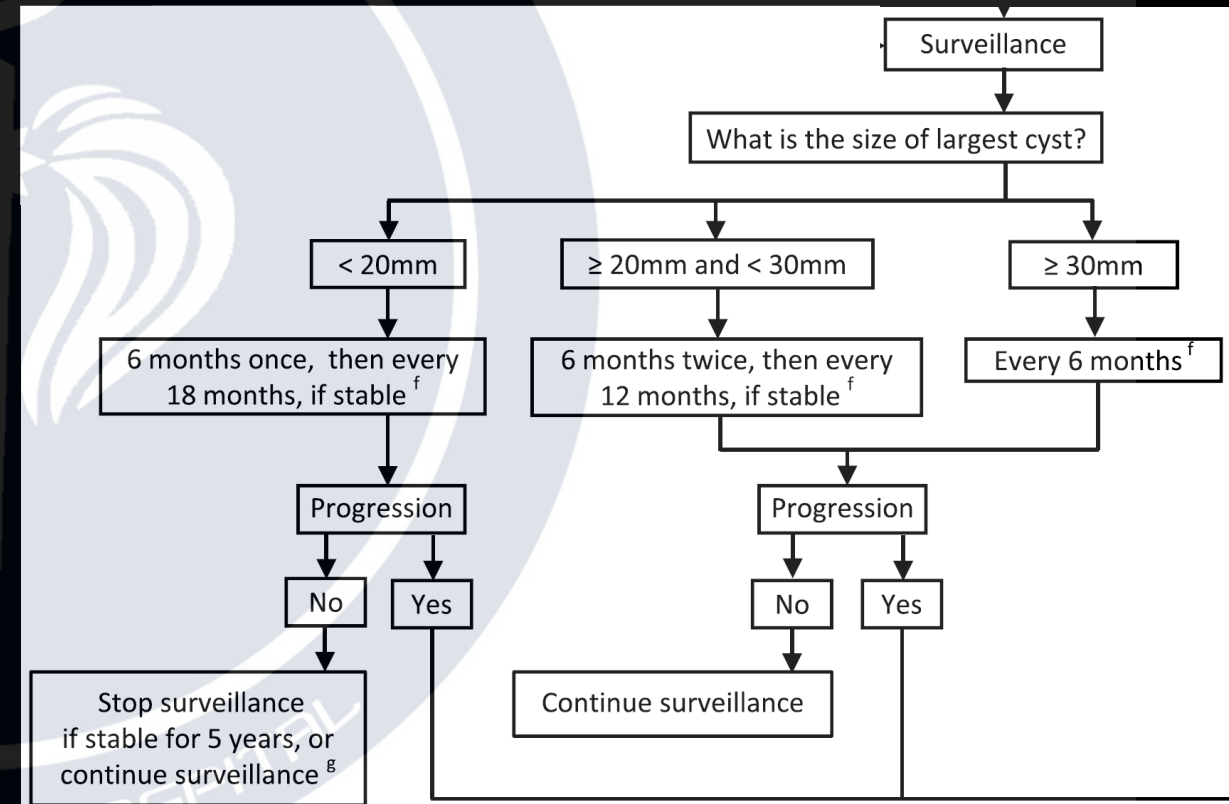 Surveillance
What is the size of largest cyst?
< 20mm
≥ 20mm and < 30mm
≥ 30mm
6 months once, then every
18 months, if stable f
6 months twice, then every
12 months, if stable f
Every 6 months f
Progression
Progression
No
Yes
No
Yes
Stop surveillance
if stable for 5 years, or
continue surveillance g
Continue surveillance